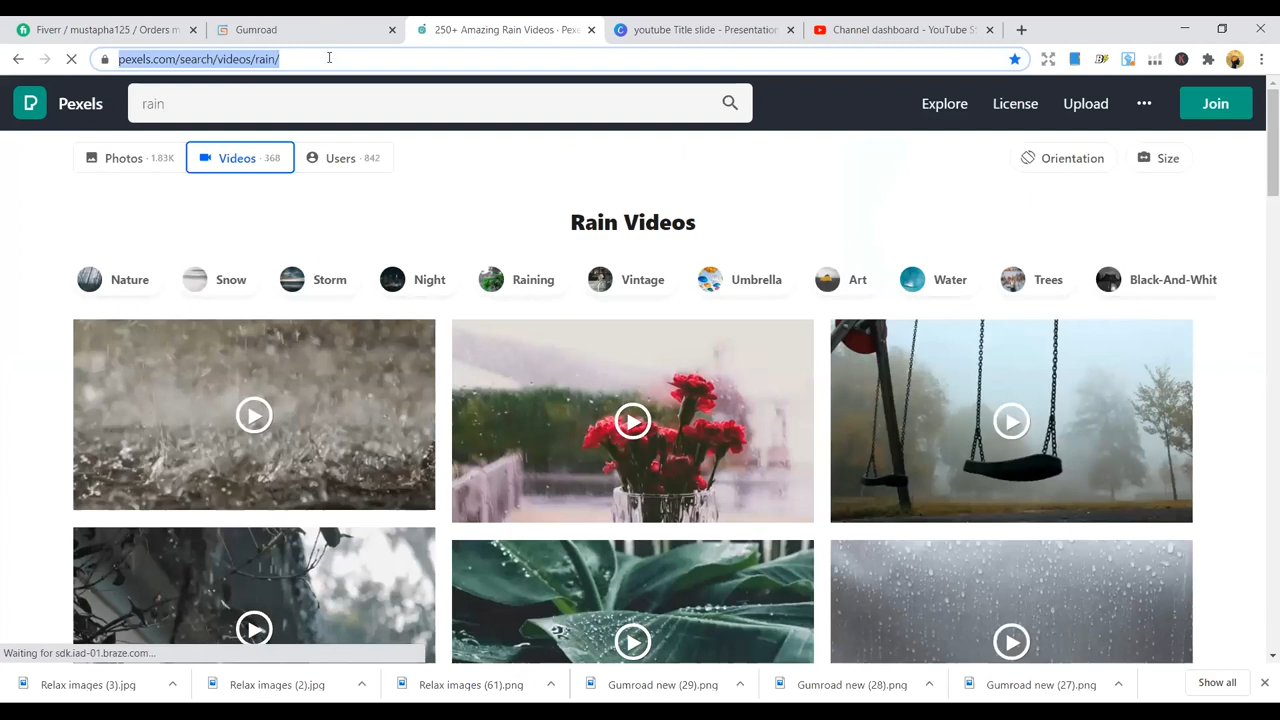 Fiverr / mustapha125 / Orders m
Gumroad
250+ Amazing Rain Videos · Pexe
youtube Title slide - Presentation
Channel dashboard - YouTube St
pexels.com/search/videos/rain/
Pexels
rain
Explore
License
Upload
Join
Photos · 1.83K
Videos · 368
Users · 842
Orientation
Size
Rain Videos
Nature
Snow
Storm
Night
Raining
Vintage
Umbrella
Art
Water
Trees
Black-And-Whit
Waiting for sdk.iad-01.braze.com...
Relax images (3).jpg
Relax images (2).jpg
Relax images (61).png
Gumroad new (29).png
Gumroad new (28).png
Gumroad new (27).png
Show all